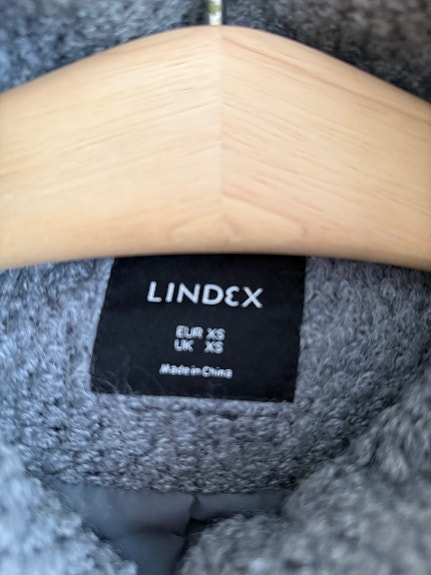 LINDEX
EUR XS
UK XS
Made in China